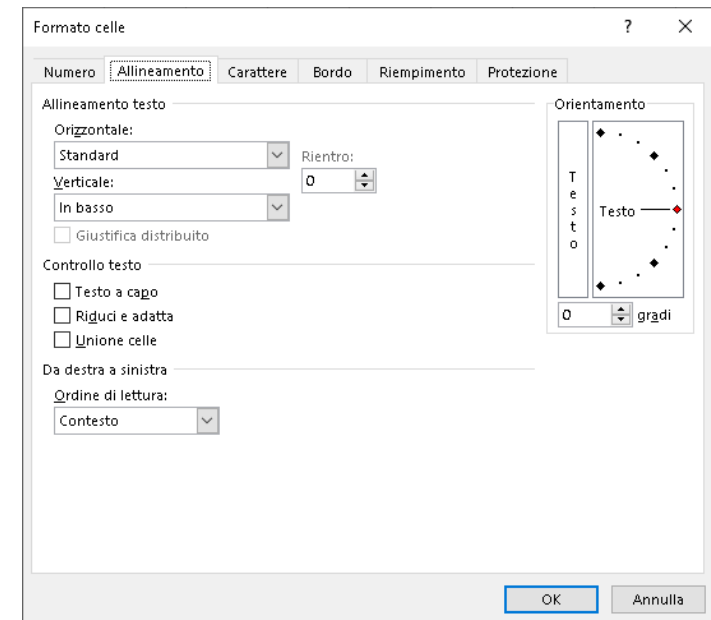 Formato celle ? ×
Numero Allineamento Carattere Bordo Riempimento Protezione
Allineamento testo
Orizzontale:
Standard
Rientro:
0
Verticale:
In basso
Giustifica distribuito
Controllo testo
Testo a capo
Riduci e adatta
Unione celle
Da destra a sinistra
Ordine di lettura:
Contesto
Orientamento
T
e
s
t
o
Testo
0 gradi
OK Annulla